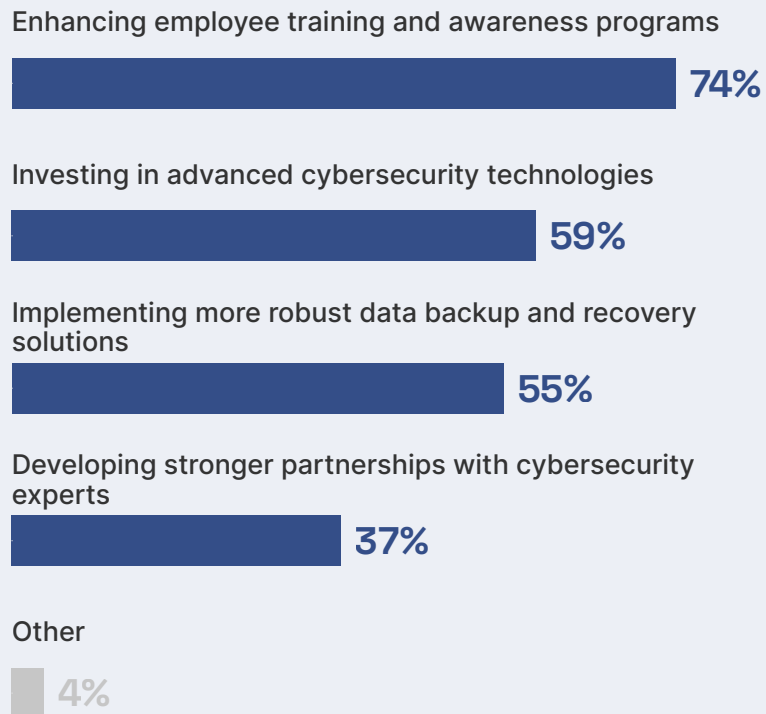 Enhancing employee training and awareness programs
74%
Investing in advanced cybersecurity technologies
59%
Implementing more robust data backup and recovery
solutions
55%
Developing stronger partnerships with cybersecurity
experts
37%
Other
4%